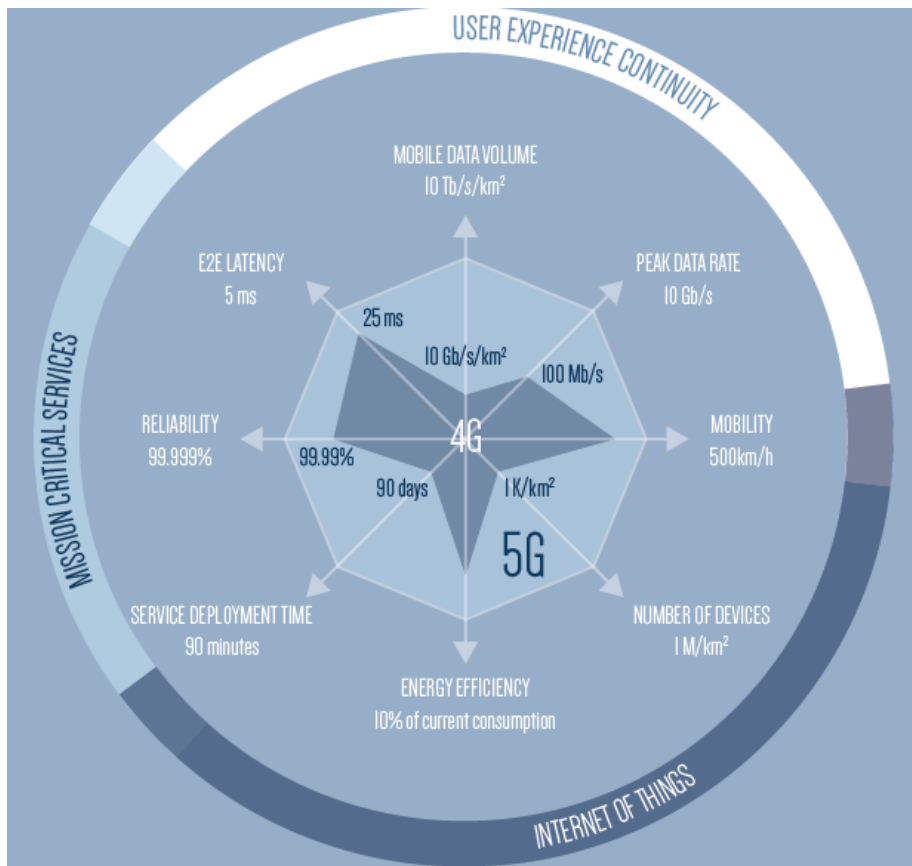 USER EXPERIENCE CONTINUITY
MOBILE DATA VOLUME
10 Tb/s/km²
E2E LATENCY
5 ms
PEAK DATA RATE
10 Gb/s
25 ms
10 Gb/s/km²
100 Mb/s
MISSION CRITICAL SERVICES
RELIABILITY
99.999%
99.99%
4G
MOBILITY
500km/h
90 days
1 K/km²
5G
SERVICE DEPLOYMENT TIME
90 minutes
NUMBER OF DEVICES
1 M/km²
ENERGY EFFICIENCY
10% of current consumption
INTERNET OF THINGS